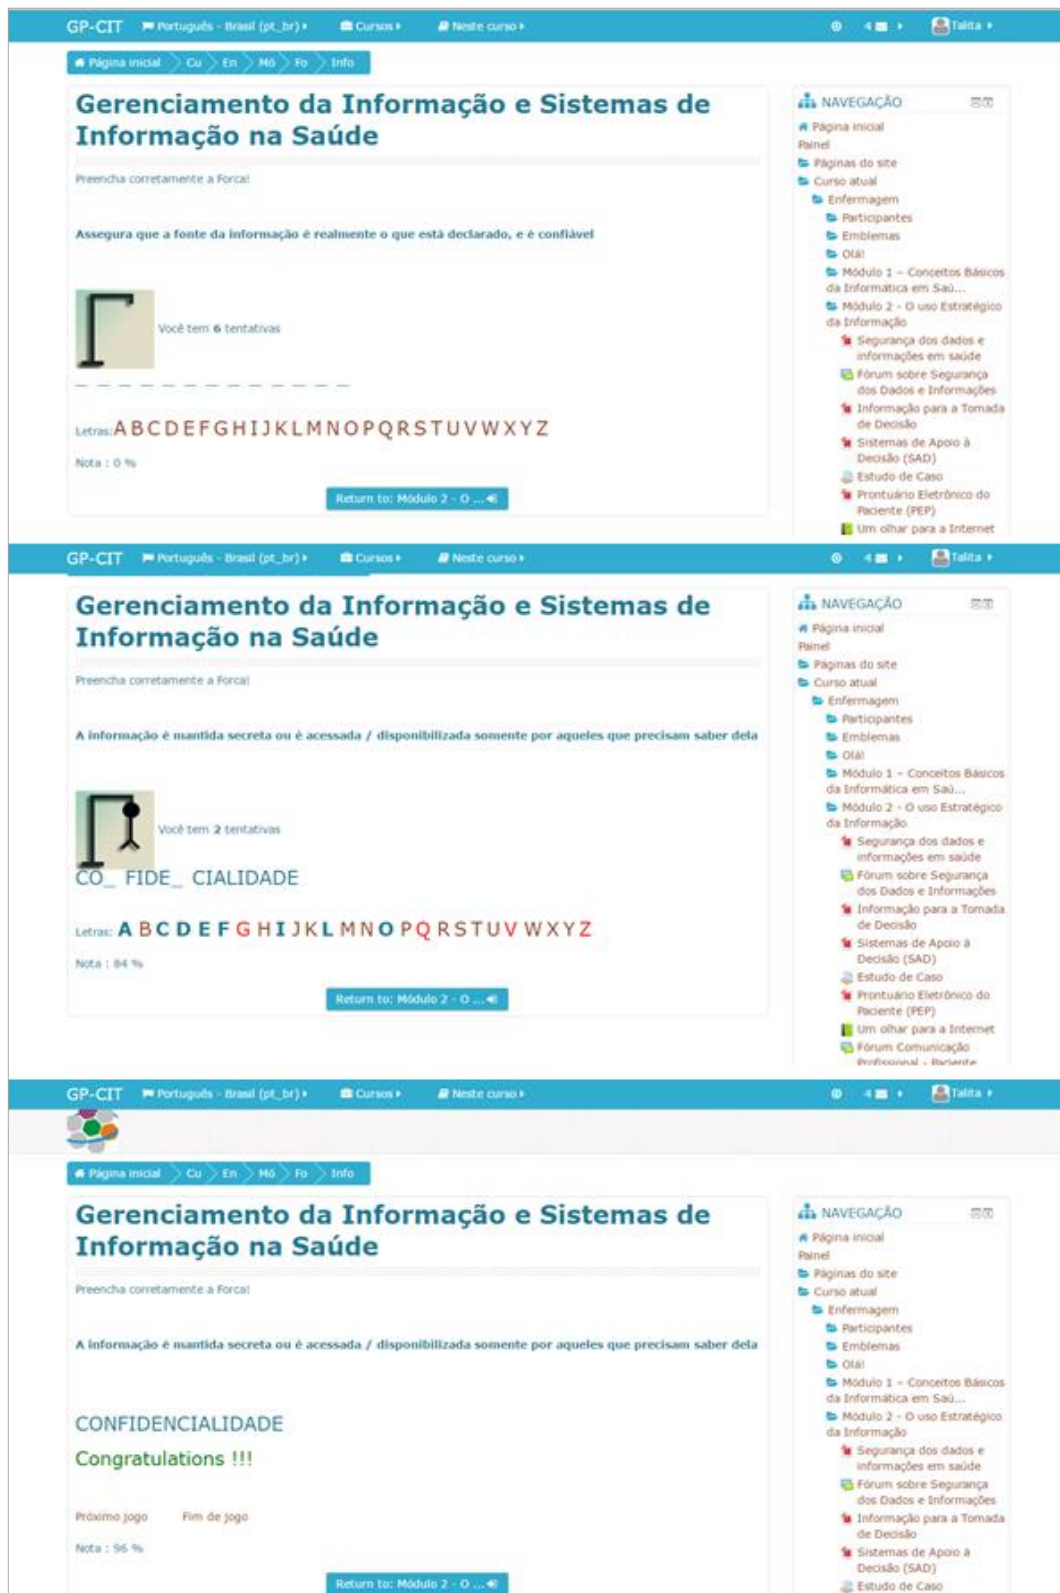 GP-CIT Português - Brasil (pt_br) Cursos Neste curso 4 Talita
Página inicial Cu En Mó Fo Info
Gerenciamento da Informação e Sistemas de
Informação na Saúde
Preencha corretamente a Forca!
Assegura que a fonte da informação é realmente o que está declarado, e é confiável
Você tem 6 tentativas
_ _ _ _ _ _ _ _ _ _ _ _ _ _
Letras: A B C D E F G H I J K L M N O P Q R S T U V W X Y Z
Nota : 0 %
Return to: Módulo 2 - O ...
NAVEGAÇÃO
Página inicial
Painel
Páginas do site
Curso atual
Enfermagem
Participantes
Emblemas
Olá!
Módulo 1 – Conceitos Básicos
da Informática em Saú...
Módulo 2 - O uso Estratégico
da Informação
Segurança dos dados e
informações em saúde
Fórum sobre Segurança
dos Dados e Informações
Informação para a Tomada
de Decisão
Sistemas de Apoio à
Decisão (SAD)
Estudo de Caso
Prontuário Eletrônico do
Paciente (PEP)
Um olhar para a Internet
GP-CIT Português - Brasil (pt_br) Cursos Neste curso 4 Talita
Gerenciamento da Informação e Sistemas de
Informação na Saúde
Preencha corretamente a Forca!
A informação é mantida secreta ou é acessada / disponibilizada somente por aqueles que precisam saber dela
Você tem 2 tentativas
CO_ FIDE_ CIALIDADE
Letras: A B C D E F G H I J K L M N O P Q R S T U V W X Y Z
Nota : 84 %
Return to: Módulo 2 - O ...
NAVEGAÇÃO
Página inicial
Painel
Páginas do site
Curso atual
Enfermagem
Participantes
Emblemas
Olá!
Módulo 1 – Conceitos Básicos
da Informática em Saú...
Módulo 2 - O uso Estratégico
da Informação
Segurança dos dados e
informações em saúde
Fórum sobre Segurança
dos Dados e Informações
Informação para a Tomada
de Decisão
Sistemas de Apoio à
Decisão (SAD)
Estudo de Caso
Prontuário Eletrônico do
Paciente (PEP)
Um olhar para a Internet
Fórum Comunicação
Profissional - Paciente
GP-CIT Português - Brasil (pt_br) Cursos Neste curso 4 Talita
Página inicial Cu En Mó Fo Info
Gerenciamento da Informação e Sistemas de
Informação na Saúde
Preencha corretamente a Forca!
A informação é mantida secreta ou é acessada / disponibilizada somente por aqueles que precisam saber dela
CONFIDENCIALIDADE
Congratulations !!!
Próximo jogo Fim de jogo
Nota : 96 %
Return to: Módulo 2 - O ...
NAVEGAÇÃO
Página inicial
Painel
Páginas do site
Curso atual
Enfermagem
Participantes
Emblemas
Olá!
Módulo 1 – Conceitos Básicos
da Informática em Saú...
Módulo 2 - O uso Estratégico
da Informação
Segurança dos dados e
informações em saúde
Fórum sobre Segurança
dos Dados e Informações
Informação para a Tomada
de Decisão
Sistemas de Apoio à
Decisão (SAD)
Estudo de Caso